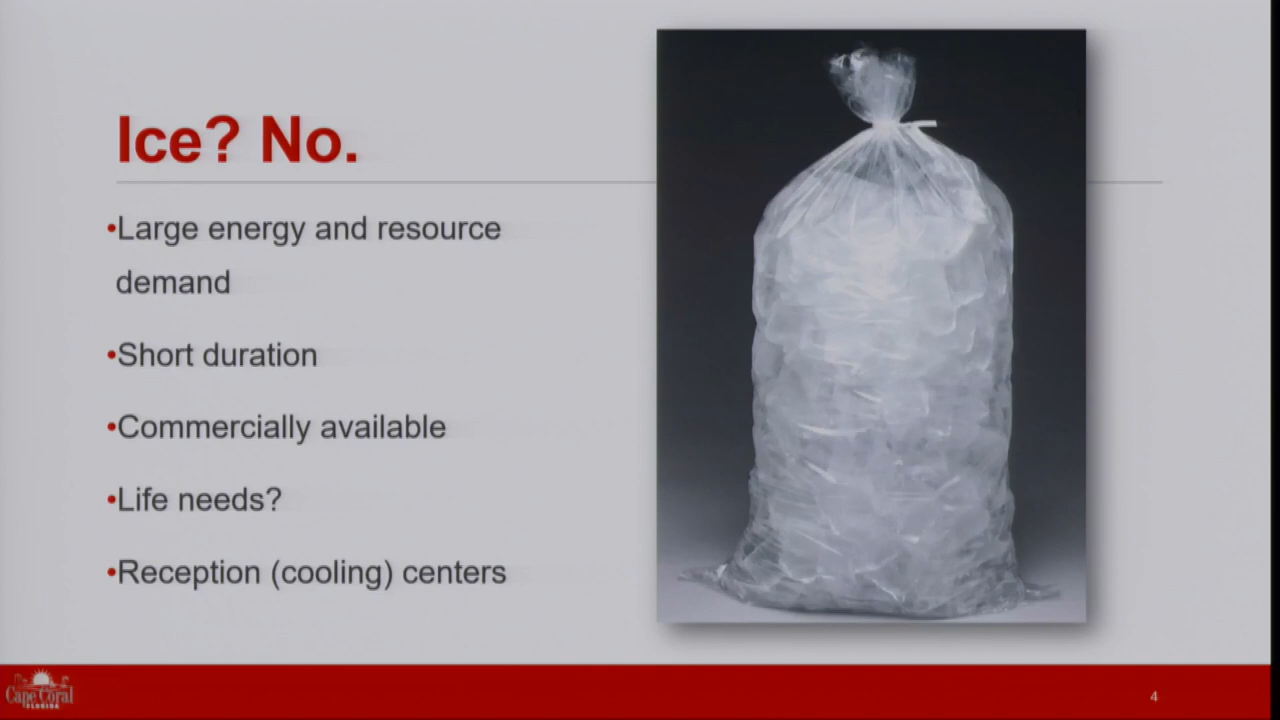 Ice? No.
•Large energy and resource
demand
•Short duration
•Commercially available
•Life needs?
•Reception (cooling) centers
Cape Coral
FLORIDA
4